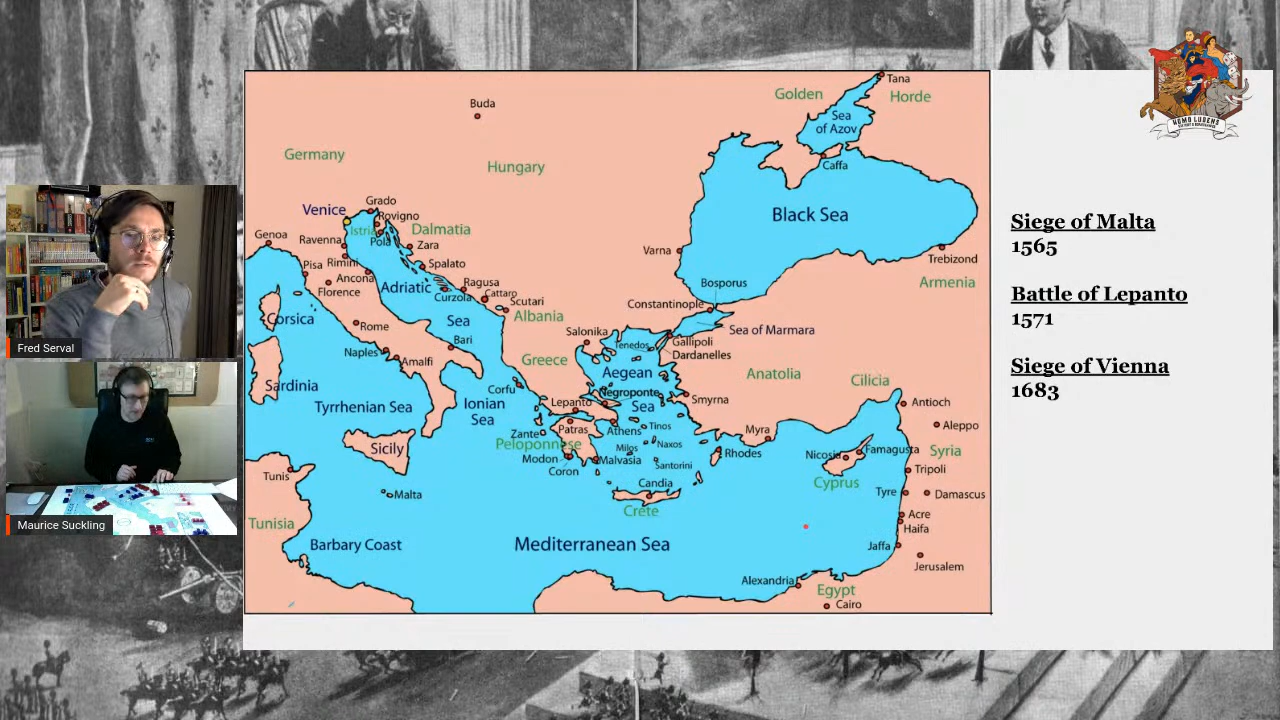 Tana
Golden
Horde
Buda
Sea
of Azov
HOMO LUDENS
Germany
Hungary
Caffa
Siege of Malta
1565
Battle of Lepanto
1571
Siege of Vienna
1683
Grado
Venice
Rovigno
Black Sea
Istria
Dalmatia
Genoa
Ravenna
Pola
Zara
Varna
Trebizond
Pisa
Rimini
Spalato
Ancona
Ragusa
Armenia
Florence
Adriatic
Curzola
Cattaro
Bosporus
Scutari
Constantinople
Corsica
Rome
Sea
Albania
Sea of Marmara
Salonika
Tenedos
Gallipoli
Dardanelles
Naples
Bari
Amalfi
Greece
Aegean
Anatolia
Cilicia
Sardinia
Corfu
Negroponte
Smyrna
Antioch
Tyrrhenian Sea
Ionian
Sea
Lepanto
Sea
Aleppo
Zante
Patras
Athens
Tinos
Myra
Peloponnese
Milos
Naxos
Rhodes
Nicosia
Famagusta
Syria
Sicily
Modon
Malvasia
Santorini
Coron
Tripoli
Tunis
Candia
Cyprus
Malta
Crete
Tyre
Damascus
Acre
Haifa
Tunisia
Barbary Coast
Mediterranean Sea
Jaffa
Jerusalem
Alexandria
Egypt
Cairo
Fred Serval
Maurice Suckling